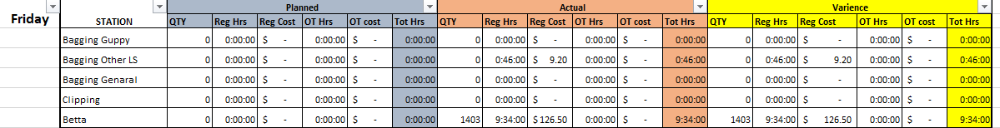 Planned Actual Varience
Friday STATION QTY Reg Hrs Reg Cost OT Hrs OT cost Tot Hrs QTY Reg Hrs Reg Cost OT Hrs OT cost Tot Hrs QTY Reg Hrs Reg Cost OT Hrs OT cost Tot Hrs
Bagging Guppy 0 0:00:00 $ - 0:00:00 $ - 0:00:00 0 0:00:00 $ - 0:00:00 $ - 0:00:00 0 0:00:00 $ - 0:00:00 $ - 0:00:00
Bagging Other LS 0 0:00:00 $ - 0:00:00 $ - 0:00:00 0 0:46:00 $ 9.20 0:00:00 $ - 0:46:00 0 0:46:00 $ 9.20 0:00:00 $ - 0:46:00
Bagging Genaral 0 0:00:00 $ - 0:00:00 $ - 0:00:00 0 0:00:00 $ - 0:00:00 $ - 0:00:00 0 0:00:00 $ - 0:00:00 $ - 0:00:00
Clipping 0 0:00:00 $ - 0:00:00 $ - 0:00:00 0 0:00:00 $ - 0:00:00 $ - 0:00:00 0 0:00:00 $ - 0:00:00 $ - 0:00:00
Betta 0 0:00:00 $ - 0:00:00 $ - 0:00:00 1403 9:34:00 $126.50 0:00:00 $ - 9:34:00 1403 9:34:00 $ 126.50 0:00:00 $ - 9:34:00